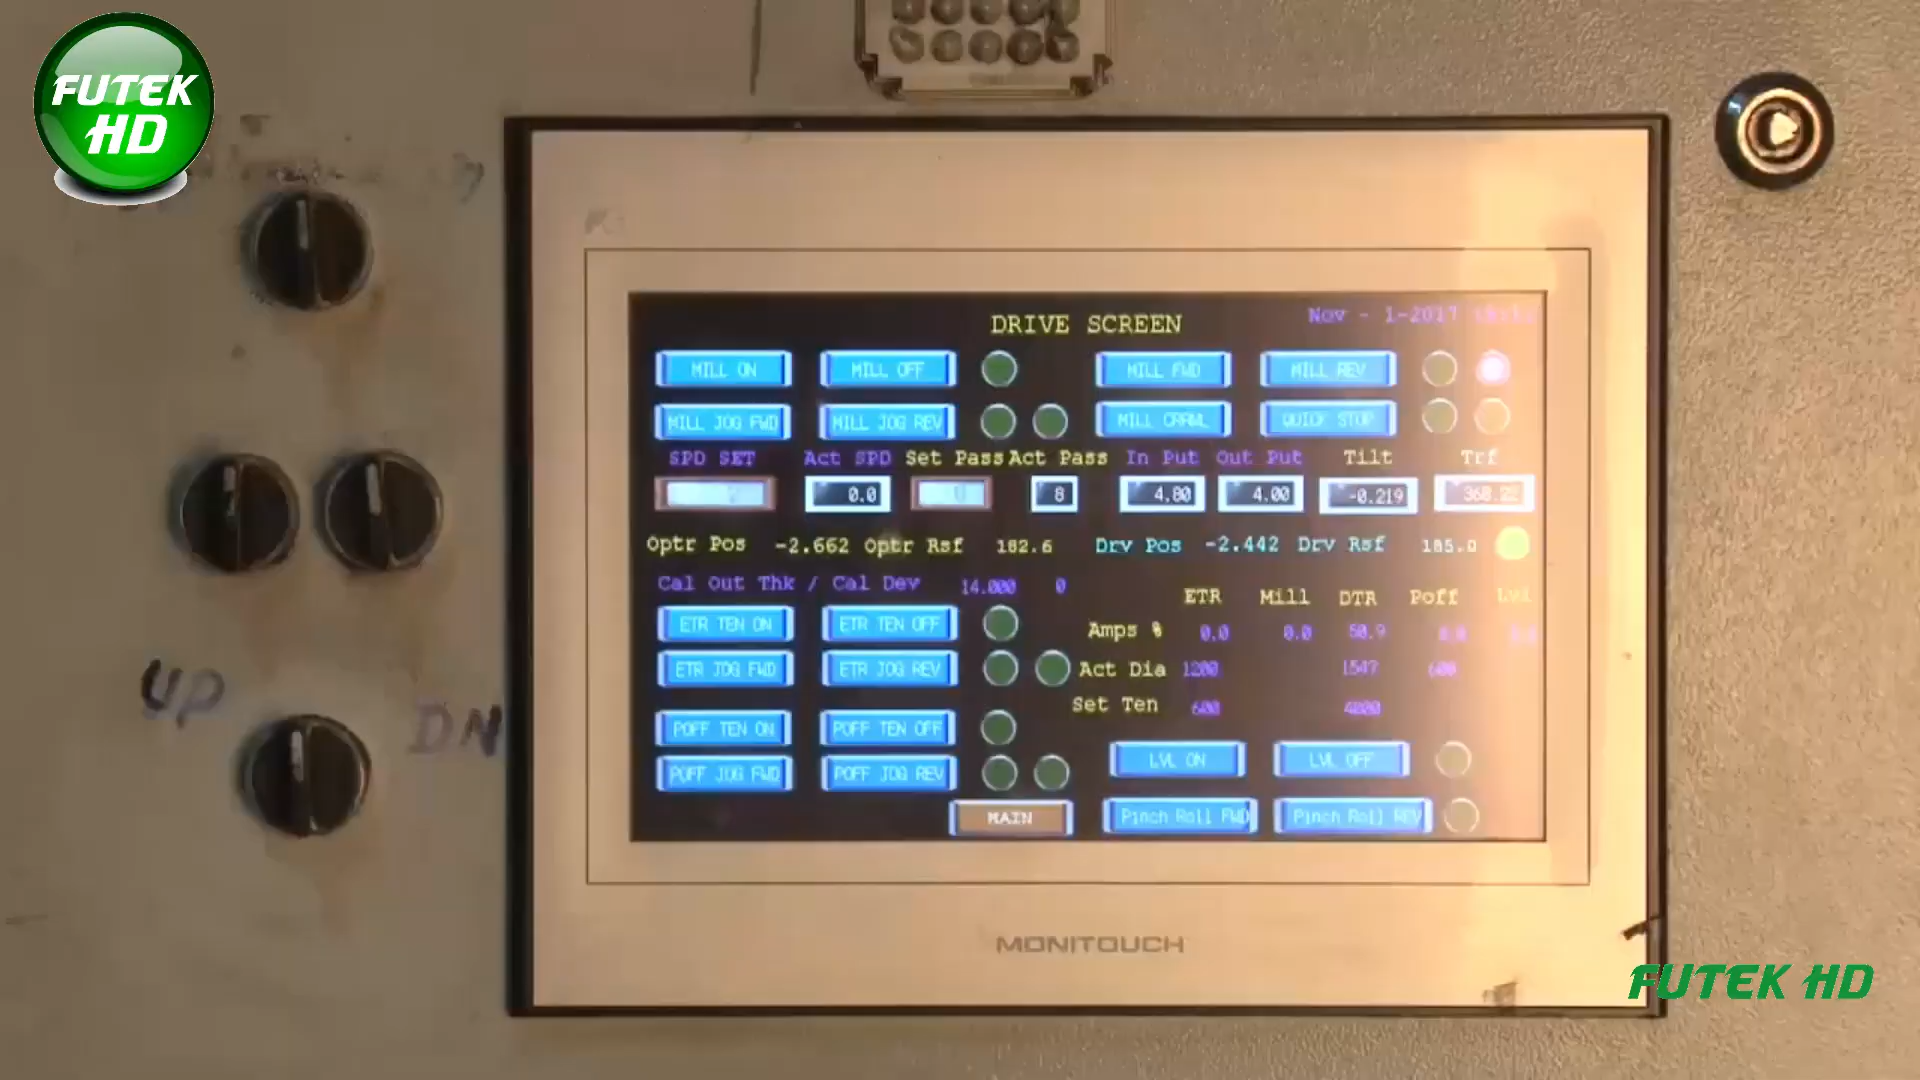 FUTEK
HD
DRIVE SCREEN
Nov - 1-2017
MILL ON MILL OFF MILL FWD MILL REV
MILL JOG FWD MILL JOG REV MILL CRAWL QUICK STOP
SPD SET Act SPD Set Pass Act Pass In Put Out Put Tilt Trf
0.0 8 4.80 4.00 -0.219
Optr Pos -2.662 Optr Rsf 182.6 Drv Pos -2.442 Drv Rsf 185.0
Cal Out Thk / Cal Dev 14.000 0
ETR Mill DTR Poff
ETR TEN ON ETR TEN OFF Amps % 0.0 0.0 50.9
ETR JOG FWD ETR JOG REV Act Dia 1200 1547 600
Set Ten 600 4000
POFF TEN ON POFF TEN OFF
LVL ON LVL OFF
POFF JOG FWD POFF JOG REV
MAIN Pinch Roll FWD Pinch Roll REV
UP
DN
MONITOUCH
FUTEK HD